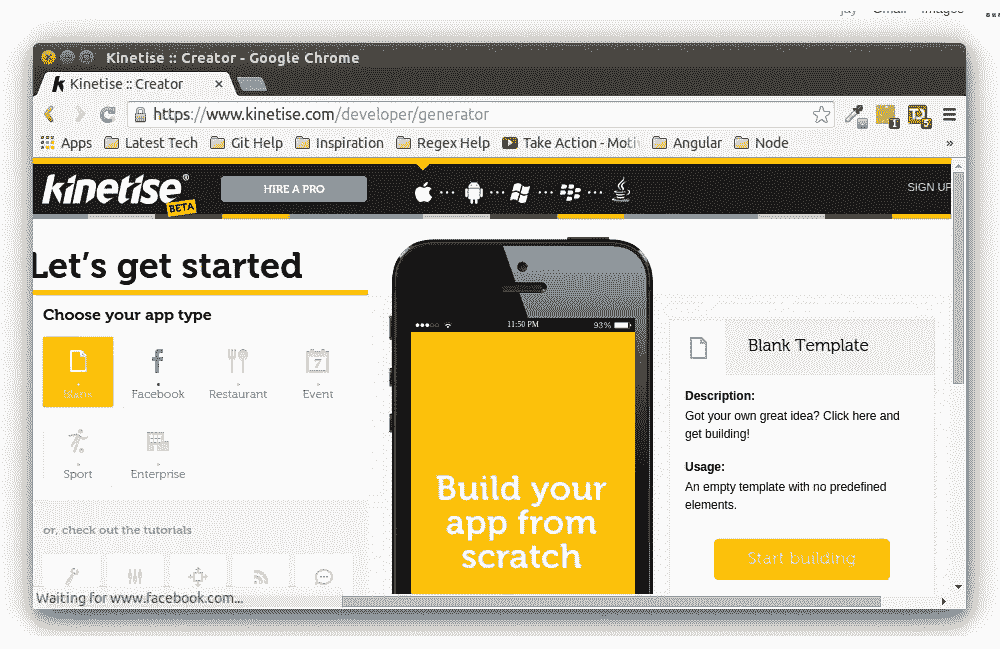 jay Gmail Images
Kinetise :: Creator - Google Chrome
Kinetise :: Creator
https://www.kinetise.com/developer/generator
Apps Latest Tech Git Help Inspiration Regex Help Take Action - Motiv Angular Node »
kinetise®
BETA
HIRE A PRO
SIGN UP
Let's get started
Choose your app type
Blank Facebook Restaurant Event
Sport Enterprise
or, check out the tutorials
11:50 PM 93%
Build your
app from
scratch
Blank Template
Description:
Got your own great idea? Click here and
get building!
Usage:
An empty template with no predefined
elements.
Start building
Waiting for www.facebook.com...